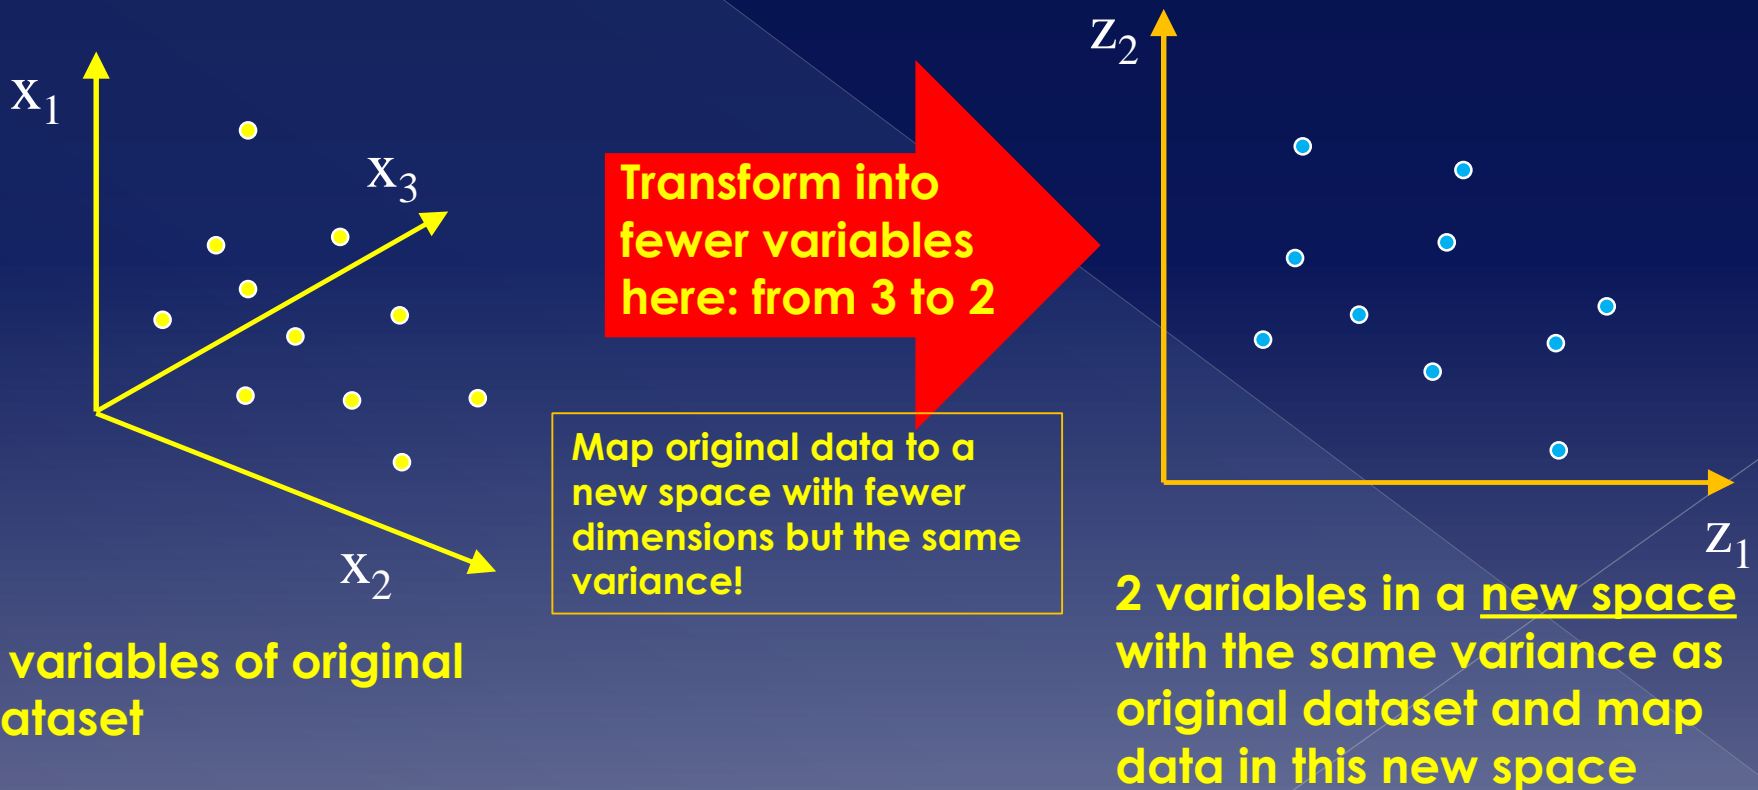 x₁
x₃
x₂
variables of original
ataset
Transform into
fewer variables
here: from 3 to 2
Map original data to a
new space with fewer
dimensions but the same
variance!
z₂
z₁
2 variables in a new space
with the same variance as
original dataset and map
data in this new space